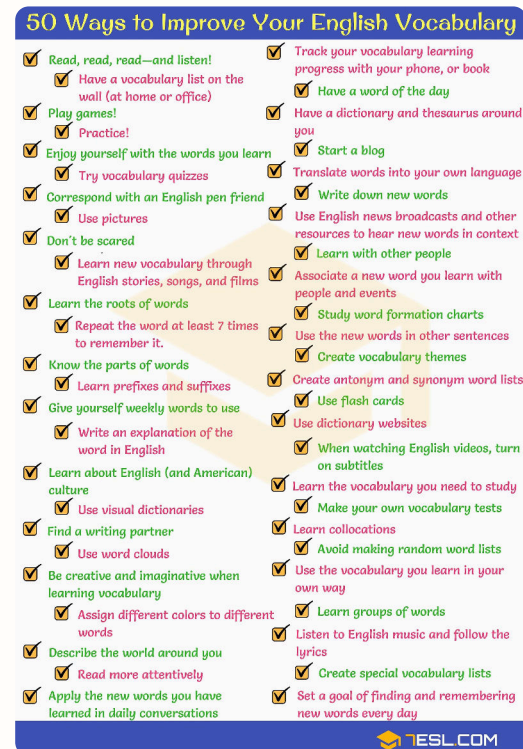 50 Ways to Improve Your English Vocabulary
Read, read, read—and listen!
Have a vocabulary list on the
wall (at home or office)
Play games!
Practice!
Enjoy yourself with the words you learn
Try vocabulary quizzes
Correspond with an English pen friend
Use pictures
Don't be scared
Learn new vocabulary through
English stories, songs, and films
Learn the roots of words
Repeat the word at least 7 times
to remember it.
Know the parts of words
Learn prefixes and suffixes
Give yourself weekly words to use
Write an explanation of the
word in English
Learn about English (and American)
culture
Use visual dictionaries
Find a writing partner
Use word clouds
Be creative and imaginative when
learning vocabulary
Assign different colors to different
words
Describe the world around you
Read more attentively
Apply the new words you have
learned in daily conversations
Track your vocabulary learning
progress with your phone, or book
Have a word of the day
Have a dictionary and thesaurus around
you
Start a blog
Translate words into your own language
Write down new words
Use English news broadcasts and other
resources to hear new words in context
Learn with other people
Associate a new word you learn with
people and events
Study word formation charts
Use the new words in other sentences
Create vocabulary themes
Create antonym and synonym word lists
Use flash cards
Use dictionary websites
When watching English videos, turn
on subtitles
Learn the vocabulary you need to study
Make your own vocabulary tests
Learn collocations
Avoid making random word lists
Use the vocabulary you learn in your
own way
Learn groups of words
Listen to English music and follow the
lyrics
Create special vocabulary lists
Set a goal of finding and remembering
new words every day
7ESL.COM